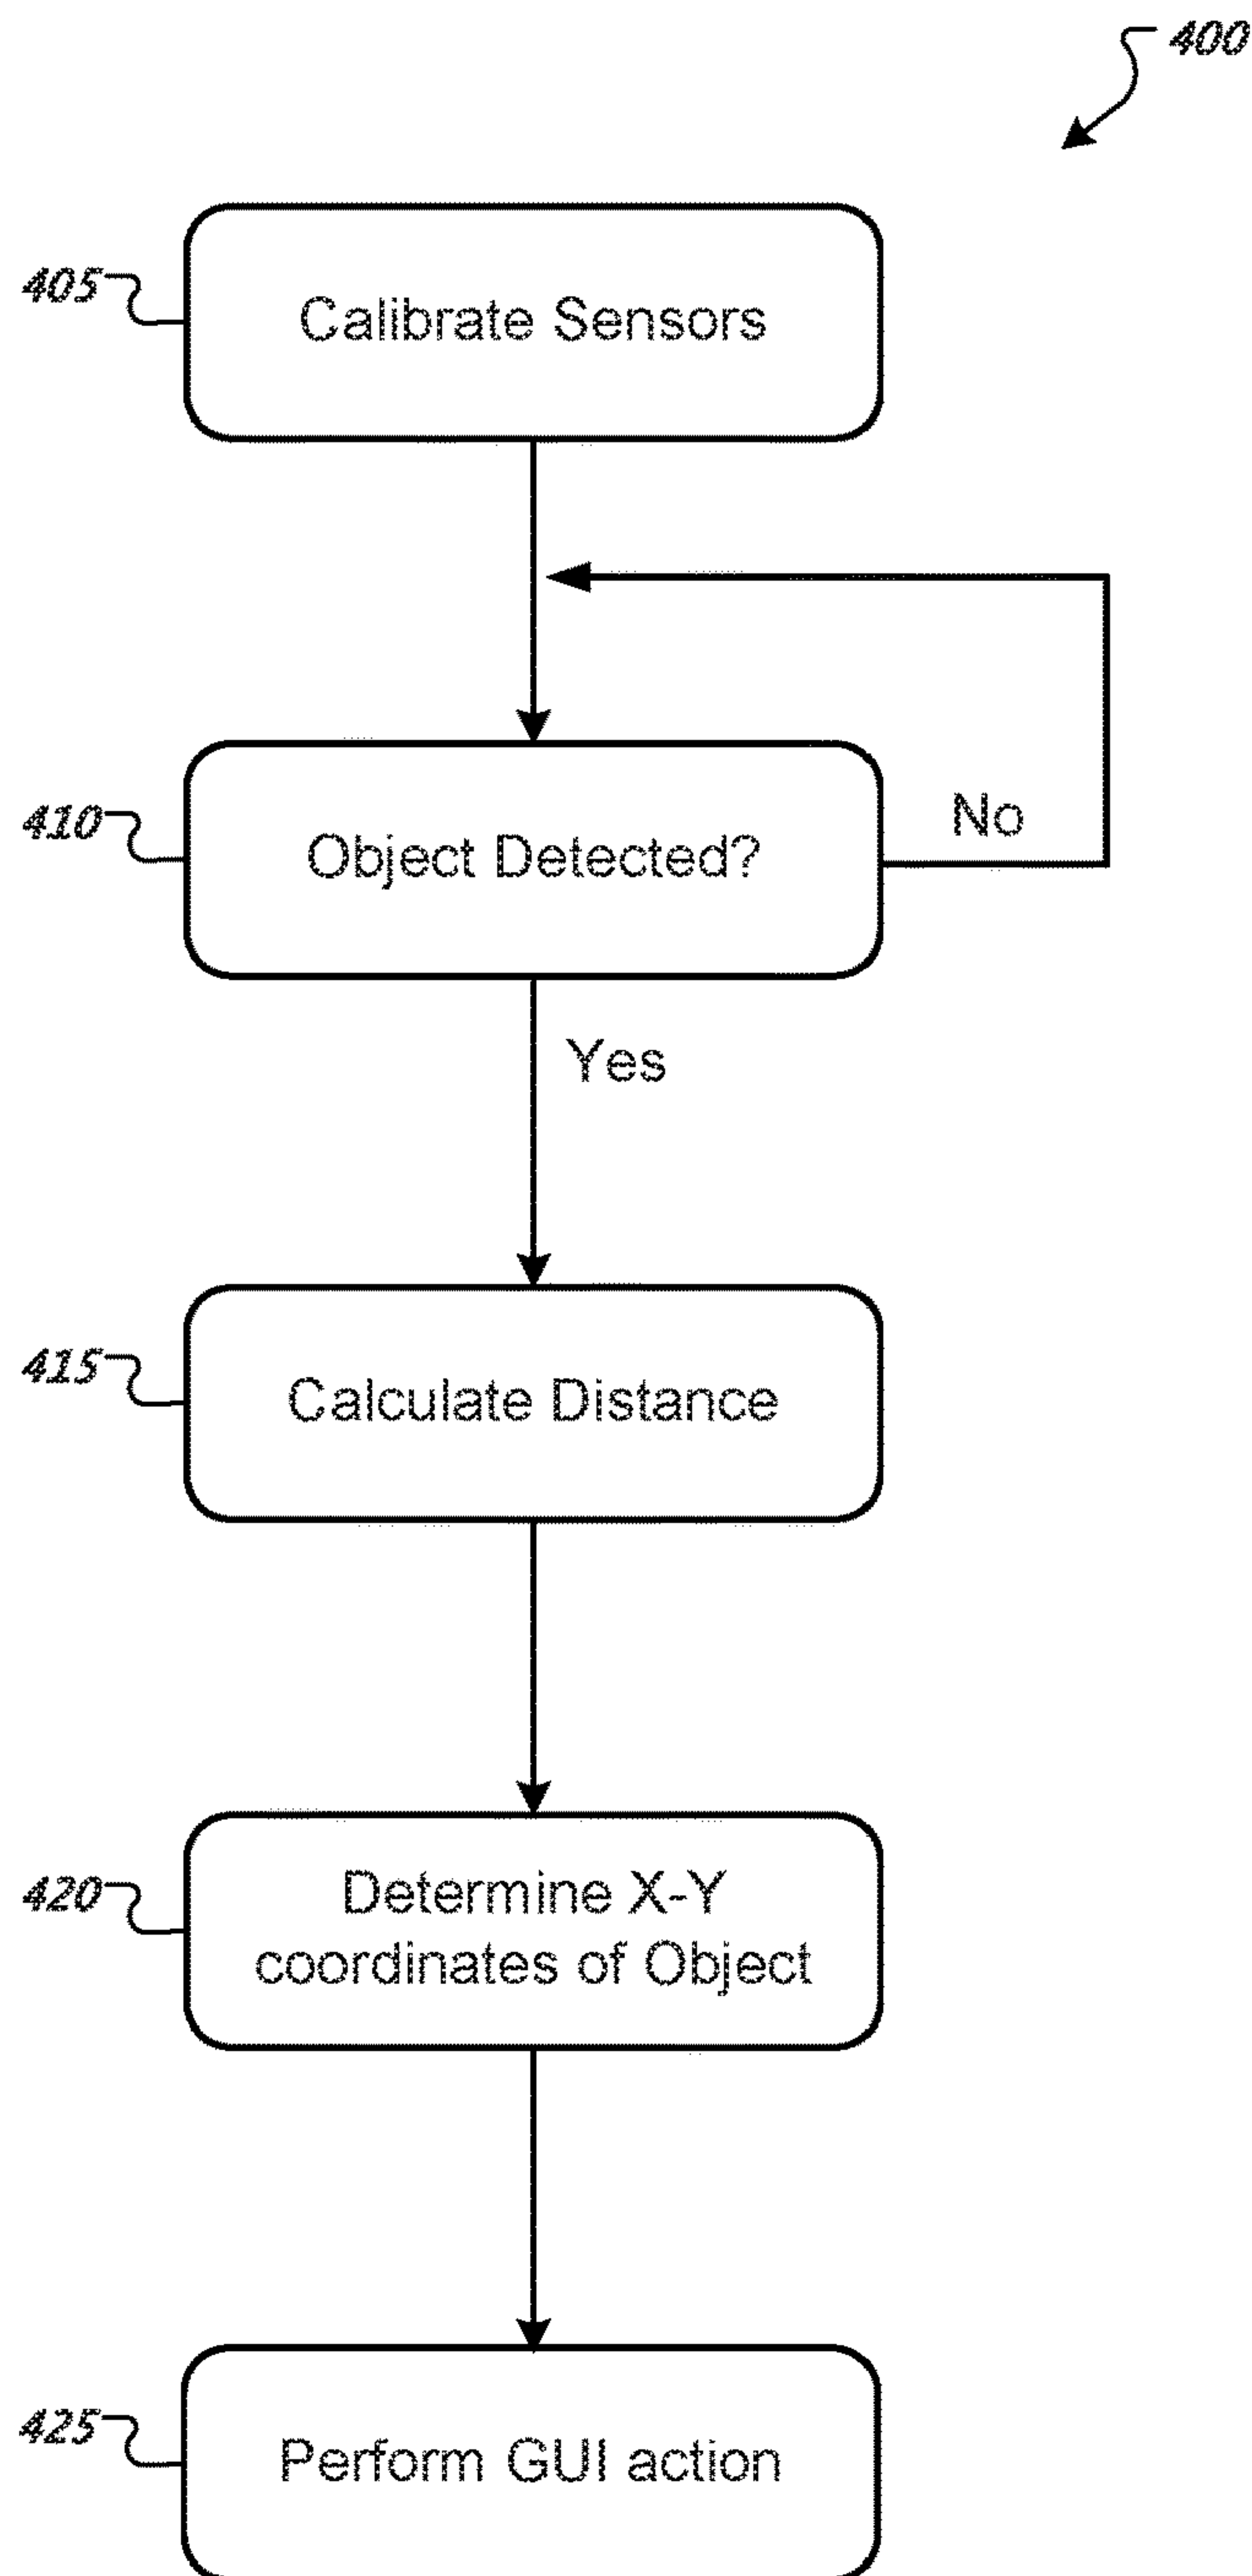 400
405
Calibrate Sensors
410
Object Detected?
No
Yes
415
Calculate Distance
420
Determine X-Y
coordinates of Object
425
Perform GUI action